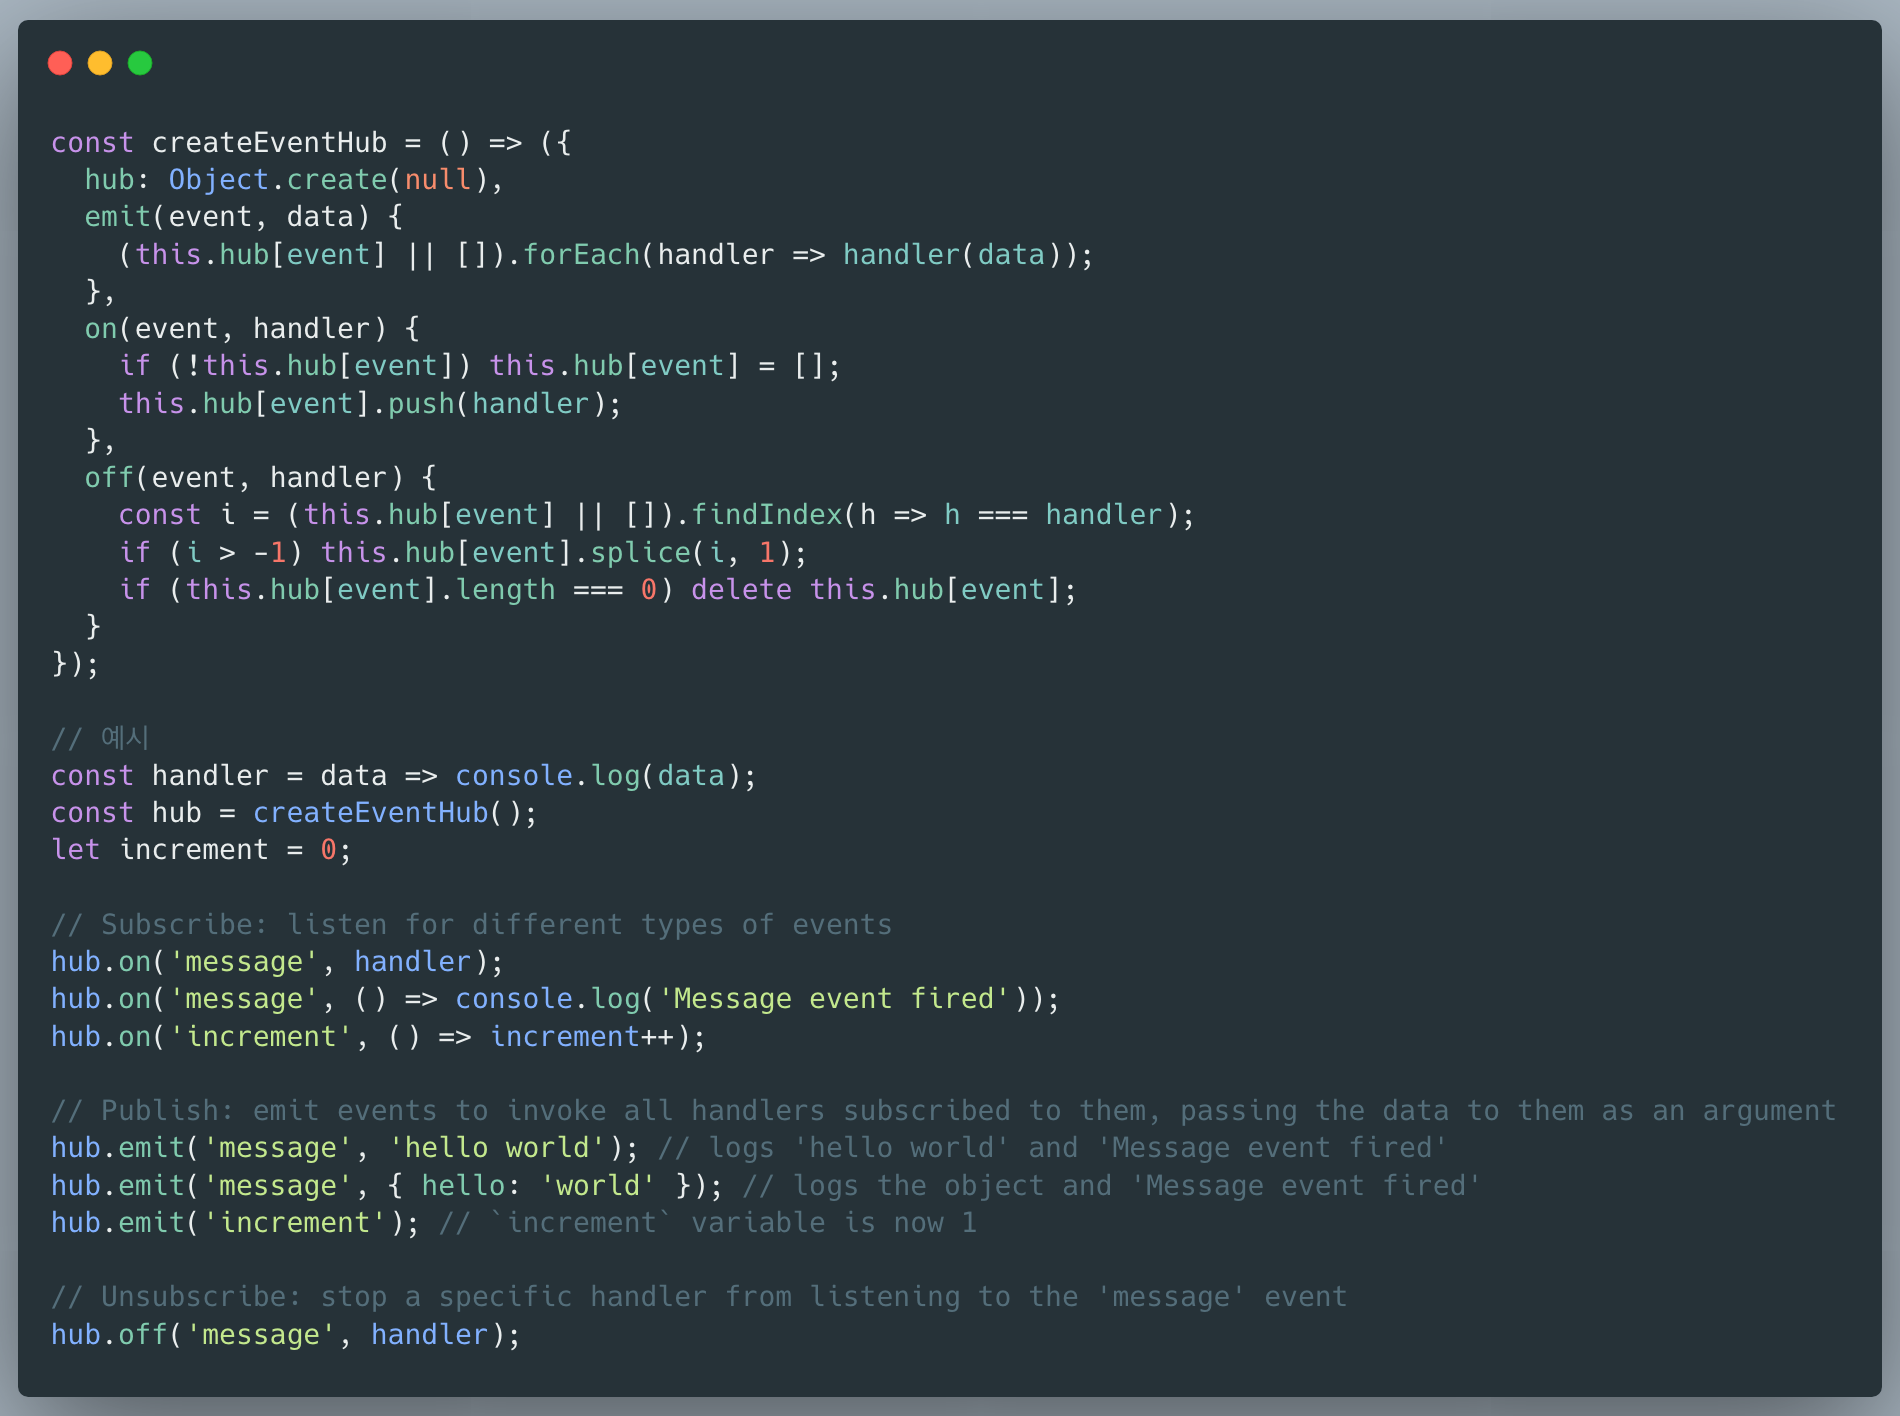 const createEventHub = () => ({
  hub: Object.create(null),
  emit(event, data) {
    (this.hub[event] || []).forEach(handler => handler(data));
  },
  on(event, handler) {
    if (!this.hub[event]) this.hub[event] = [];
    this.hub[event].push(handler);
  },
  off(event, handler) {
    const i = (this.hub[event] || []).findIndex(h => h === handler);
    if (i > -1) this.hub[event].splice(i, 1);
    if (this.hub[event].length === 0) delete this.hub[event];
  }
});

// 예시
const handler = data => console.log(data);
const hub = createEventHub();
let increment = 0;

// Subscribe: listen for different types of events
hub.on('message', handler);
hub.on('message', () => console.log('Message event fired'));
hub.on('increment', () => increment++);

// Publish: emit events to invoke all handlers subscribed to them, passing the data to them as an argument
hub.emit('message', 'hello world'); // logs 'hello world' and 'Message event fired'
hub.emit('message', { hello: 'world' }); // logs the object and 'Message event fired'
hub.emit('increment'); // `increment` variable is now 1

// Unsubscribe: stop a specific handler from listening to the 'message' event
hub.off('message', handler);